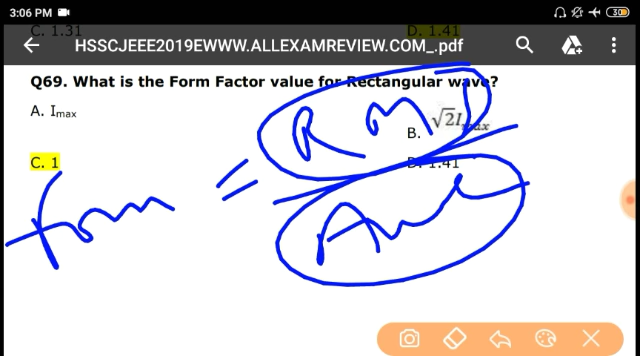 3:06 PM 30
C. 1.31 D. 1.41
HSSCJEEE2019EWWW.ALLEXAMREVIEW.COM_.pdf
Q69. What is the Form Factor value for Rectangular wave?
A. Imax
B. √2Imax
C. 1 D. 1.41
Form = RMS